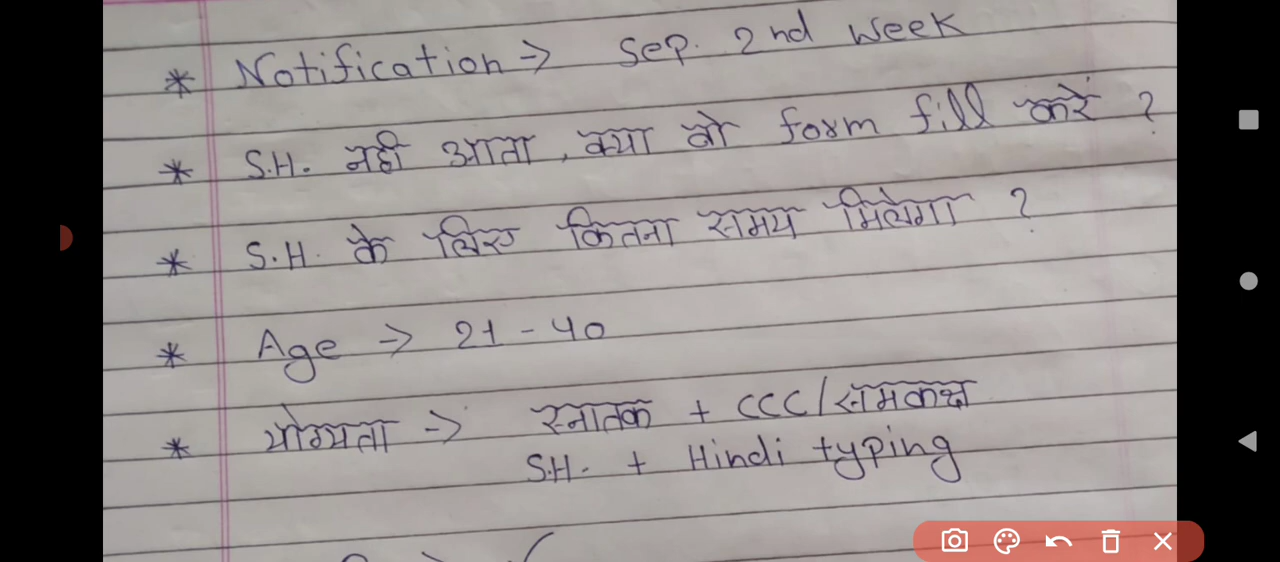 * Notification → Sep. 2nd week
* S.H. नही आता, क्या वो form fill करें ?
* S.H. के लिए कितना समय मिलेगा ?
* Age → 21 - 40
* योग्यता → स्नातक + CCC/समकक्ष
S.H. + Hindi typing